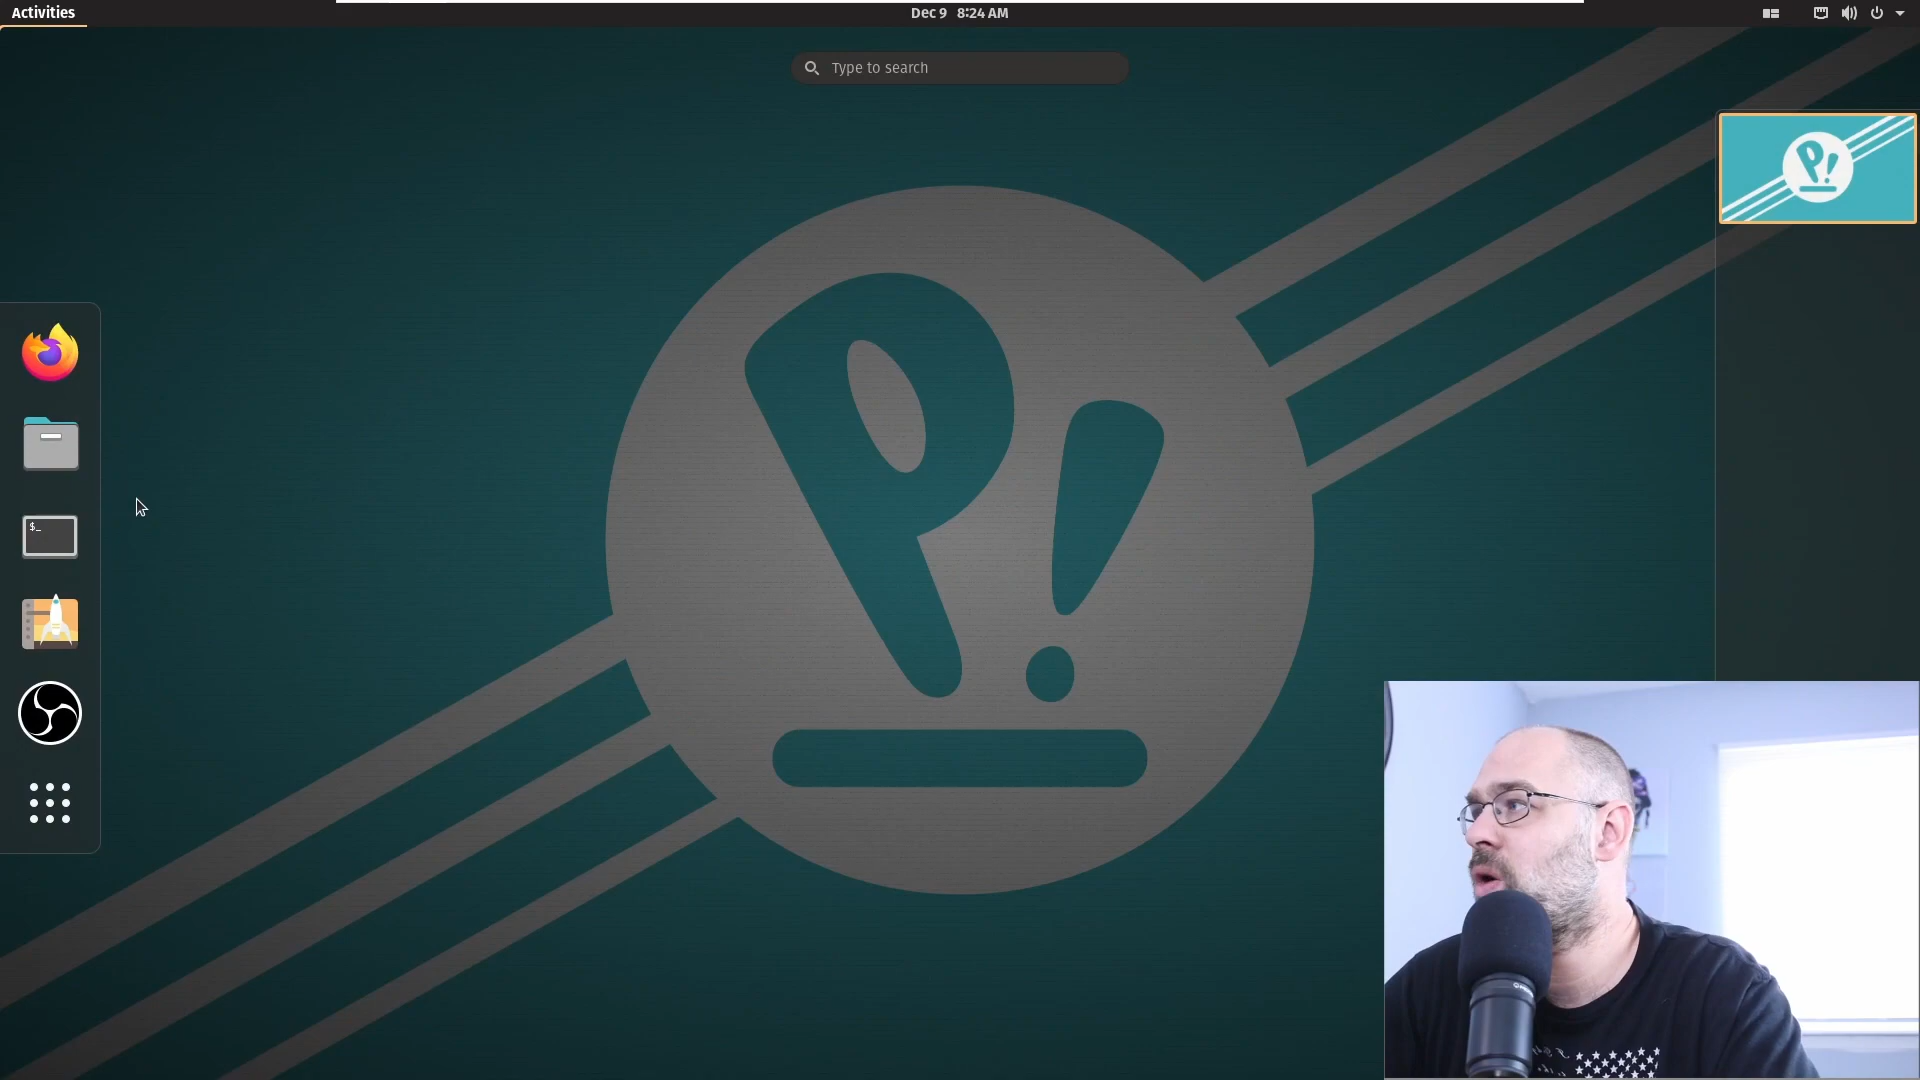 Activities
Dec 9 8:24 AM
Type to search
P!
$_